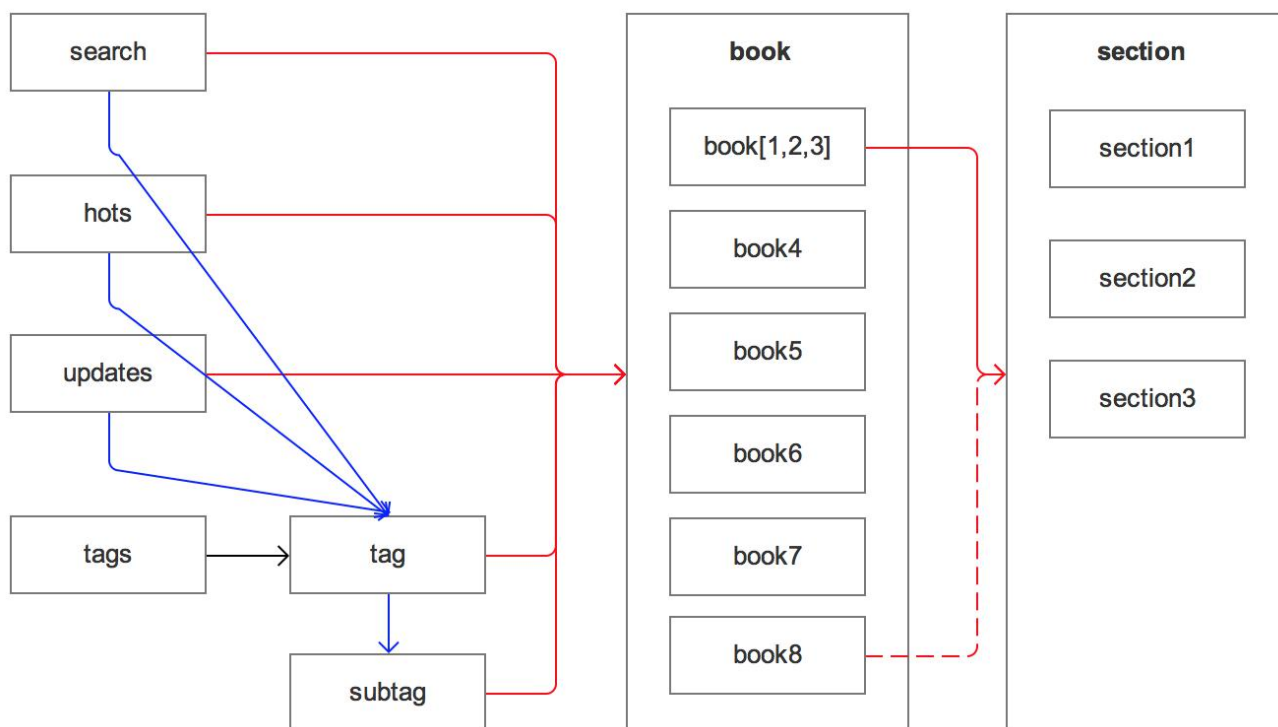 search
hots
updates
tags
tag
subtag
book
book[1,2,3]
book4
book5
book6
book7
book8
section
section1
section2
section3